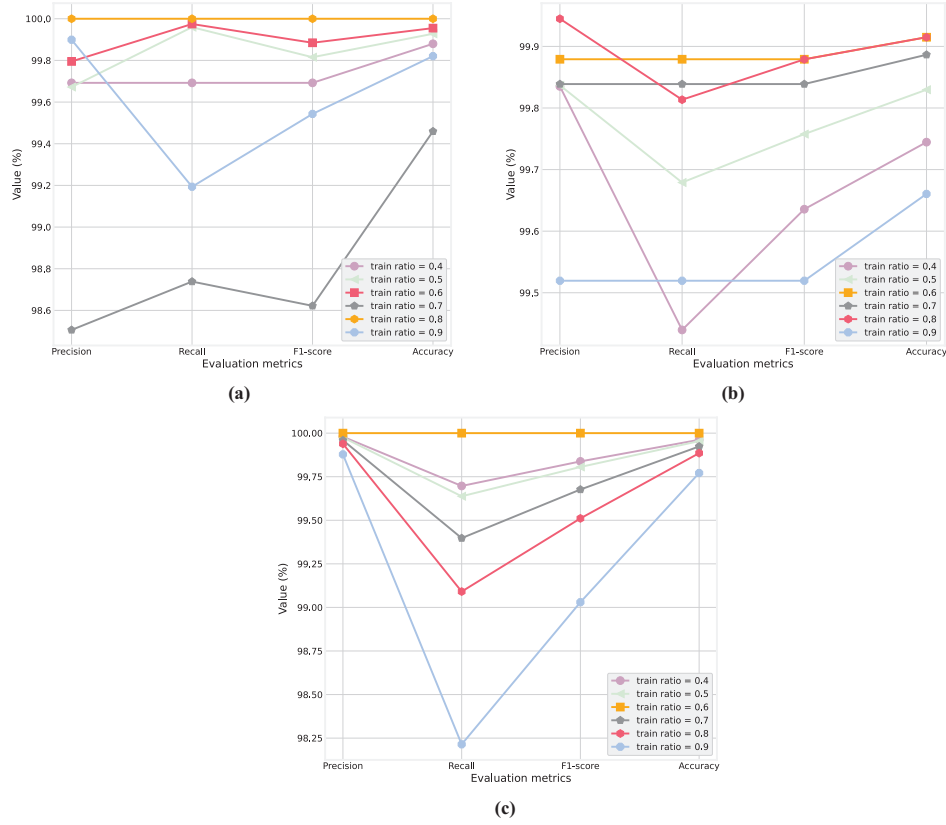 100.0
99.8
99.6
99.4
99.2
99.0
98.8
98.6
Value (%)
train ratio = 0.4
train ratio = 0.5
train ratio = 0.6
train ratio = 0.7
train ratio = 0.8
train ratio = 0.9
Precision Recall F1-score Accuracy
Evaluation metrics
(a)
99.9
99.8
99.7
99.6
99.5
Value (%)
train ratio = 0.4
train ratio = 0.5
train ratio = 0.6
train ratio = 0.7
train ratio = 0.8
train ratio = 0.9
Precision Recall F1-score Accuracy
Evaluation metrics
(b)
100.00
99.75
99.50
99.25
99.00
98.75
98.50
98.25
Value (%)
train ratio = 0.4
train ratio = 0.5
train ratio = 0.6
train ratio = 0.7
train ratio = 0.8
train ratio = 0.9
Precision Recall F1-score Accuracy
Evaluation metrics
(c)